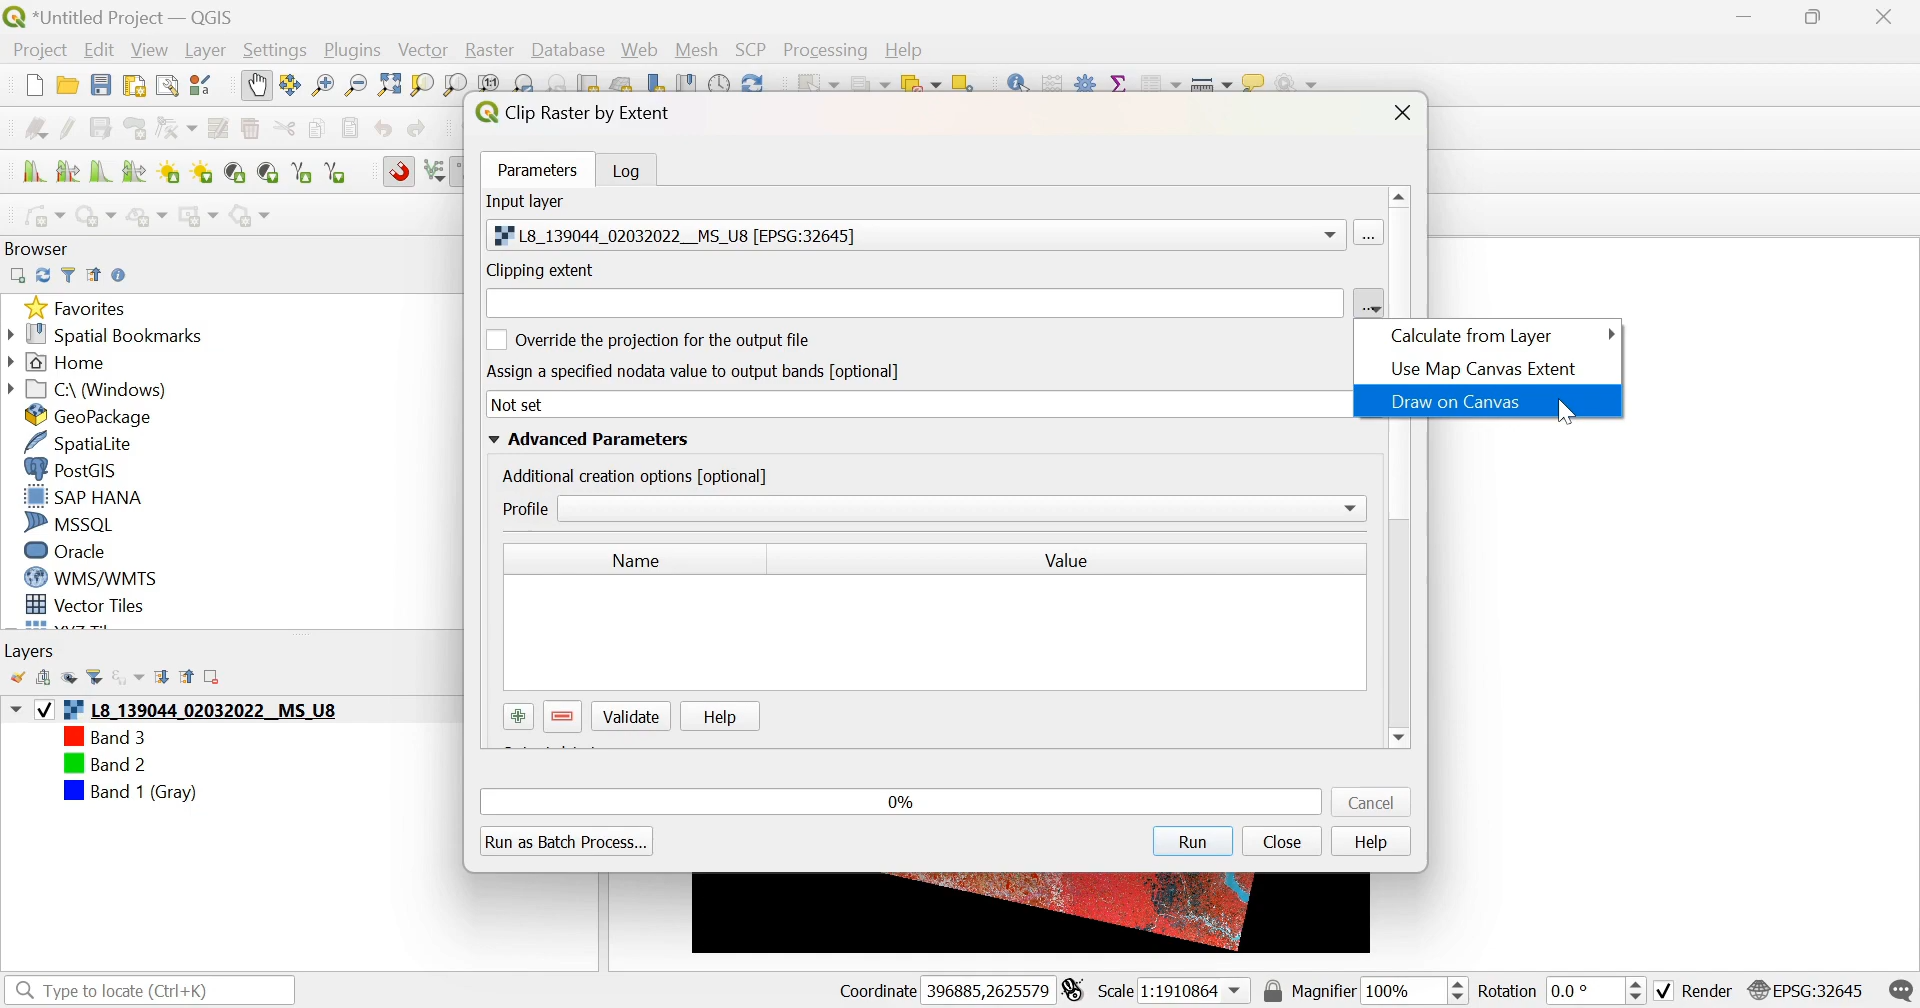 *Untitled Project — QGIS
Project Edit View Layer Settings Plugins Vector Raster Database Web Mesh SCP Processing Help
Clip Raster by Extent
Parameters
Log
Input layer
L8_139044_02032022__MS_U8 [EPSG:32645]
...
Clipping extent
Calculate from Layer
Use Map Canvas Extent
Draw on Canvas
Override the projection for the output file
Assign a specified nodata value to output bands [optional]
Not set
Advanced Parameters
Additional creation options [optional]
Profile
Name Value
Validate
Help
0%
Cancel
Run as Batch Process...
Run
Close
Help
Browser
Favorites
Spatial Bookmarks
Home
C:\ (Windows)
GeoPackage
SpatiaLite
PostGIS
SAP HANA
MSSQL
Oracle
WMS/WMTS
Vector Tiles
Layers
L8_139044_02032022__MS_U8
Band 3
Band 2
Band 1 (Gray)
Type to locate (Ctrl+K)
Coordinate 396885,2625579
Scale 1:1910864
Magnifier 100%
Rotation 0.0 °
Render
EPSG:32645